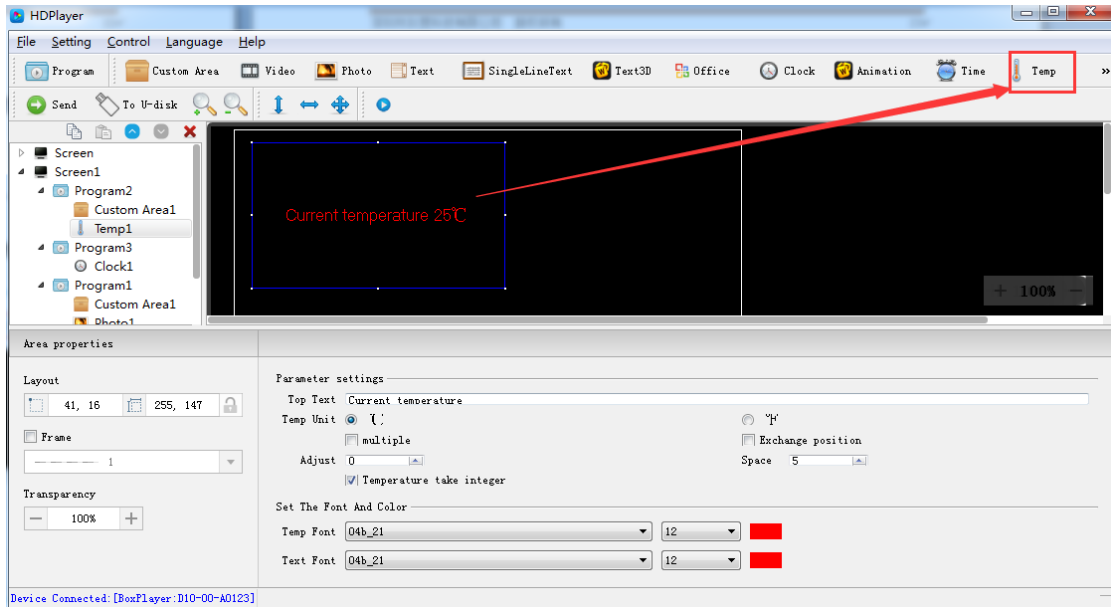 HDPlayer
File Setting Control Language Help
Program Custom Area Video Photo Text SingleLineText Text3D Office Clock Animation Time Temp »
Send To U-disk
Screen
Screen1
Program2
Custom Area1
Temp1
Program3
Clock1
Program1
Custom Area1
Photo1
Current temperature 25℃
+ 100% −
Area properties
Layout
41, 16 255, 147
Frame
1
Transparency
— 100% +
Parameter settings
Top Text Current temperature
Temp Unit ℃ ℉
multiple Exchange position
Adjust 0 Space 5
Temperature take integer
Set The Font And Color
Temp Font 04b_21 12
Text Font 04b_21 12
Device Connected:[BoxPlayer:D10-00-A0123]